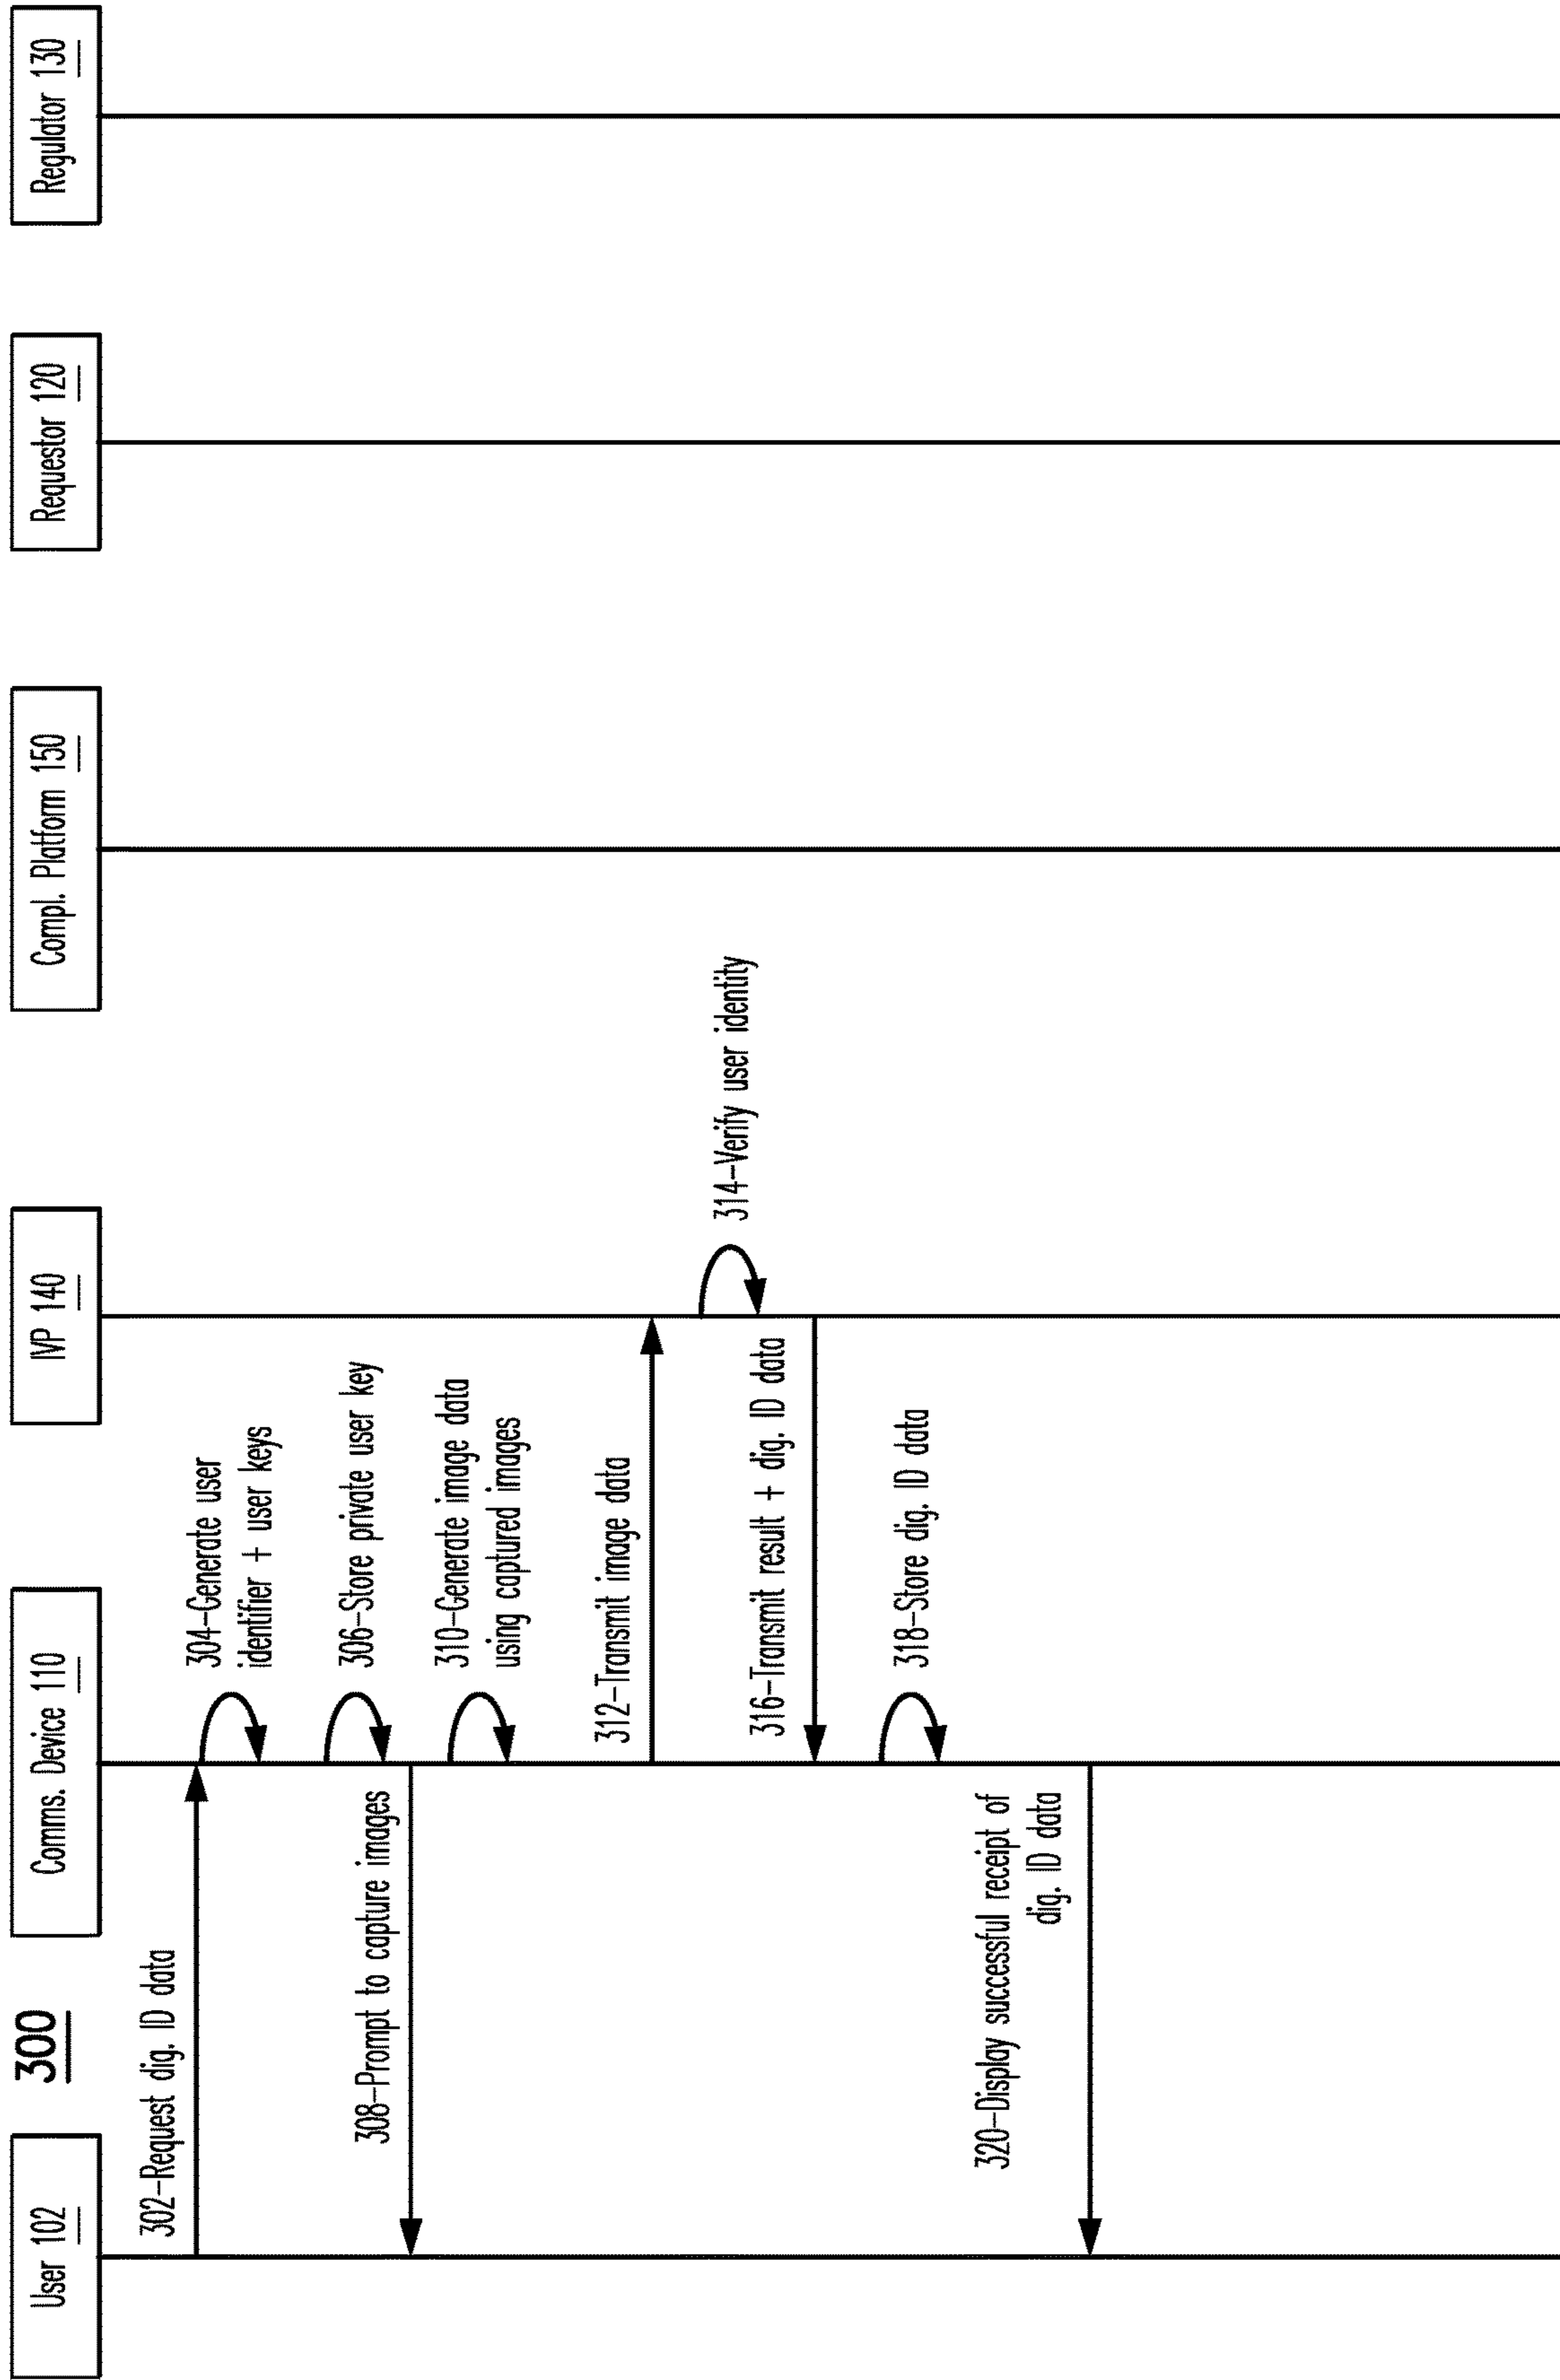 300
User 102
Comms. Device 110
IVP 140
Compl. Platform 150
Requestor 120
Regulator 130
302-Request dig. ID data
304-Generate user
identifier + user keys
306-Store private user key
308-Prompt to capture images
310-Generate image data
using captured images
312-Transmit image data
314-Verify user identity
316-Transmit result + dig. ID data
318-Store dig. ID data
320-Display successful receipt of
dig. ID data